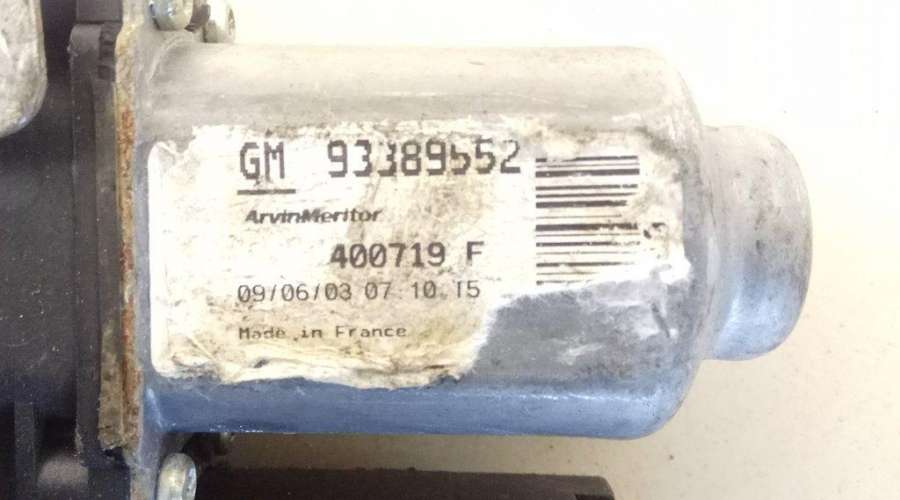 GM 93389552
ArvinMeritor
400719 F
09/06/03 07 10 15
Made in France